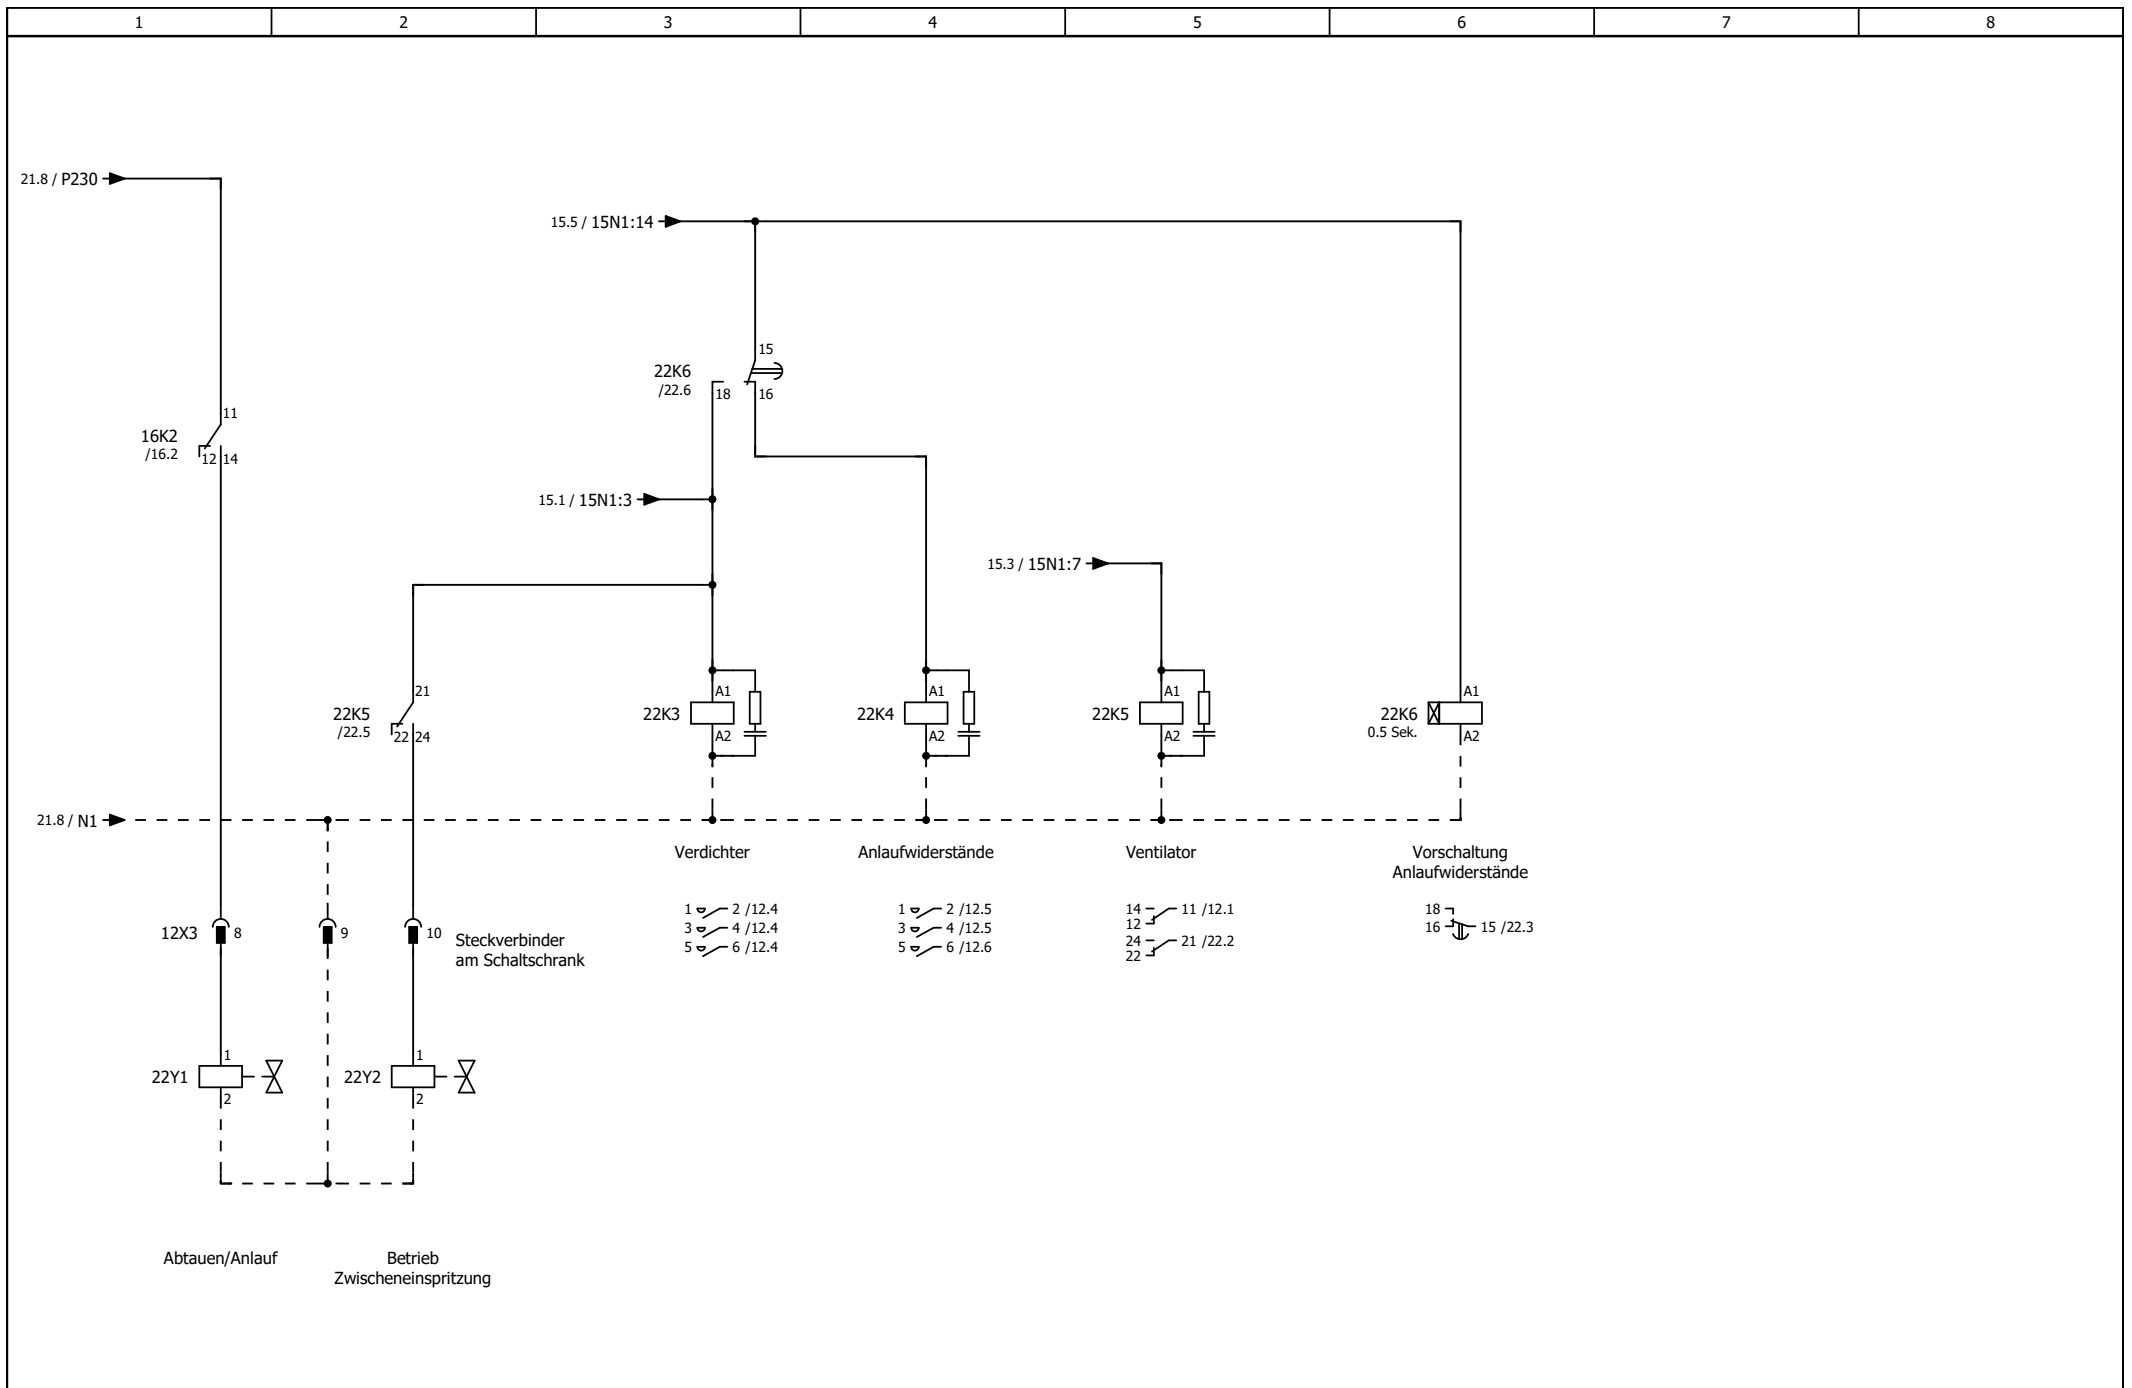 1 2 3 4 5 6 7 8
21.8 / P230
15.5 / 15N1:14
15
22K6
/22.6
18 16
11
16K2
/16.2
12 14
15.1 / 15N1:3
15.3 / 15N1:7
21
22K5
/22.5
22 24
A1
22K3
A2
A1
22K4
A2
A1
22K5
A2
A1
22K6
0.5 Sek.
A2
21.8 / N1
Verdichter
Anlaufwiderstände
Ventilator
Vorschaltung
Anlaufwiderstände
1 2 /12.4
3 4 /12.4
5 6 /12.4
1 2 /12.5
3 4 /12.5
5 6 /12.6
14 11 /12.1
12
24 21 /22.2
22
18
16 15 /22.3
12X3 8 9 10
Steckverbinder
am Schaltschrank
1
22Y1
2
1
22Y2
2
Abtauen/Anlauf
Betrieb
Zwischeneinspritzung